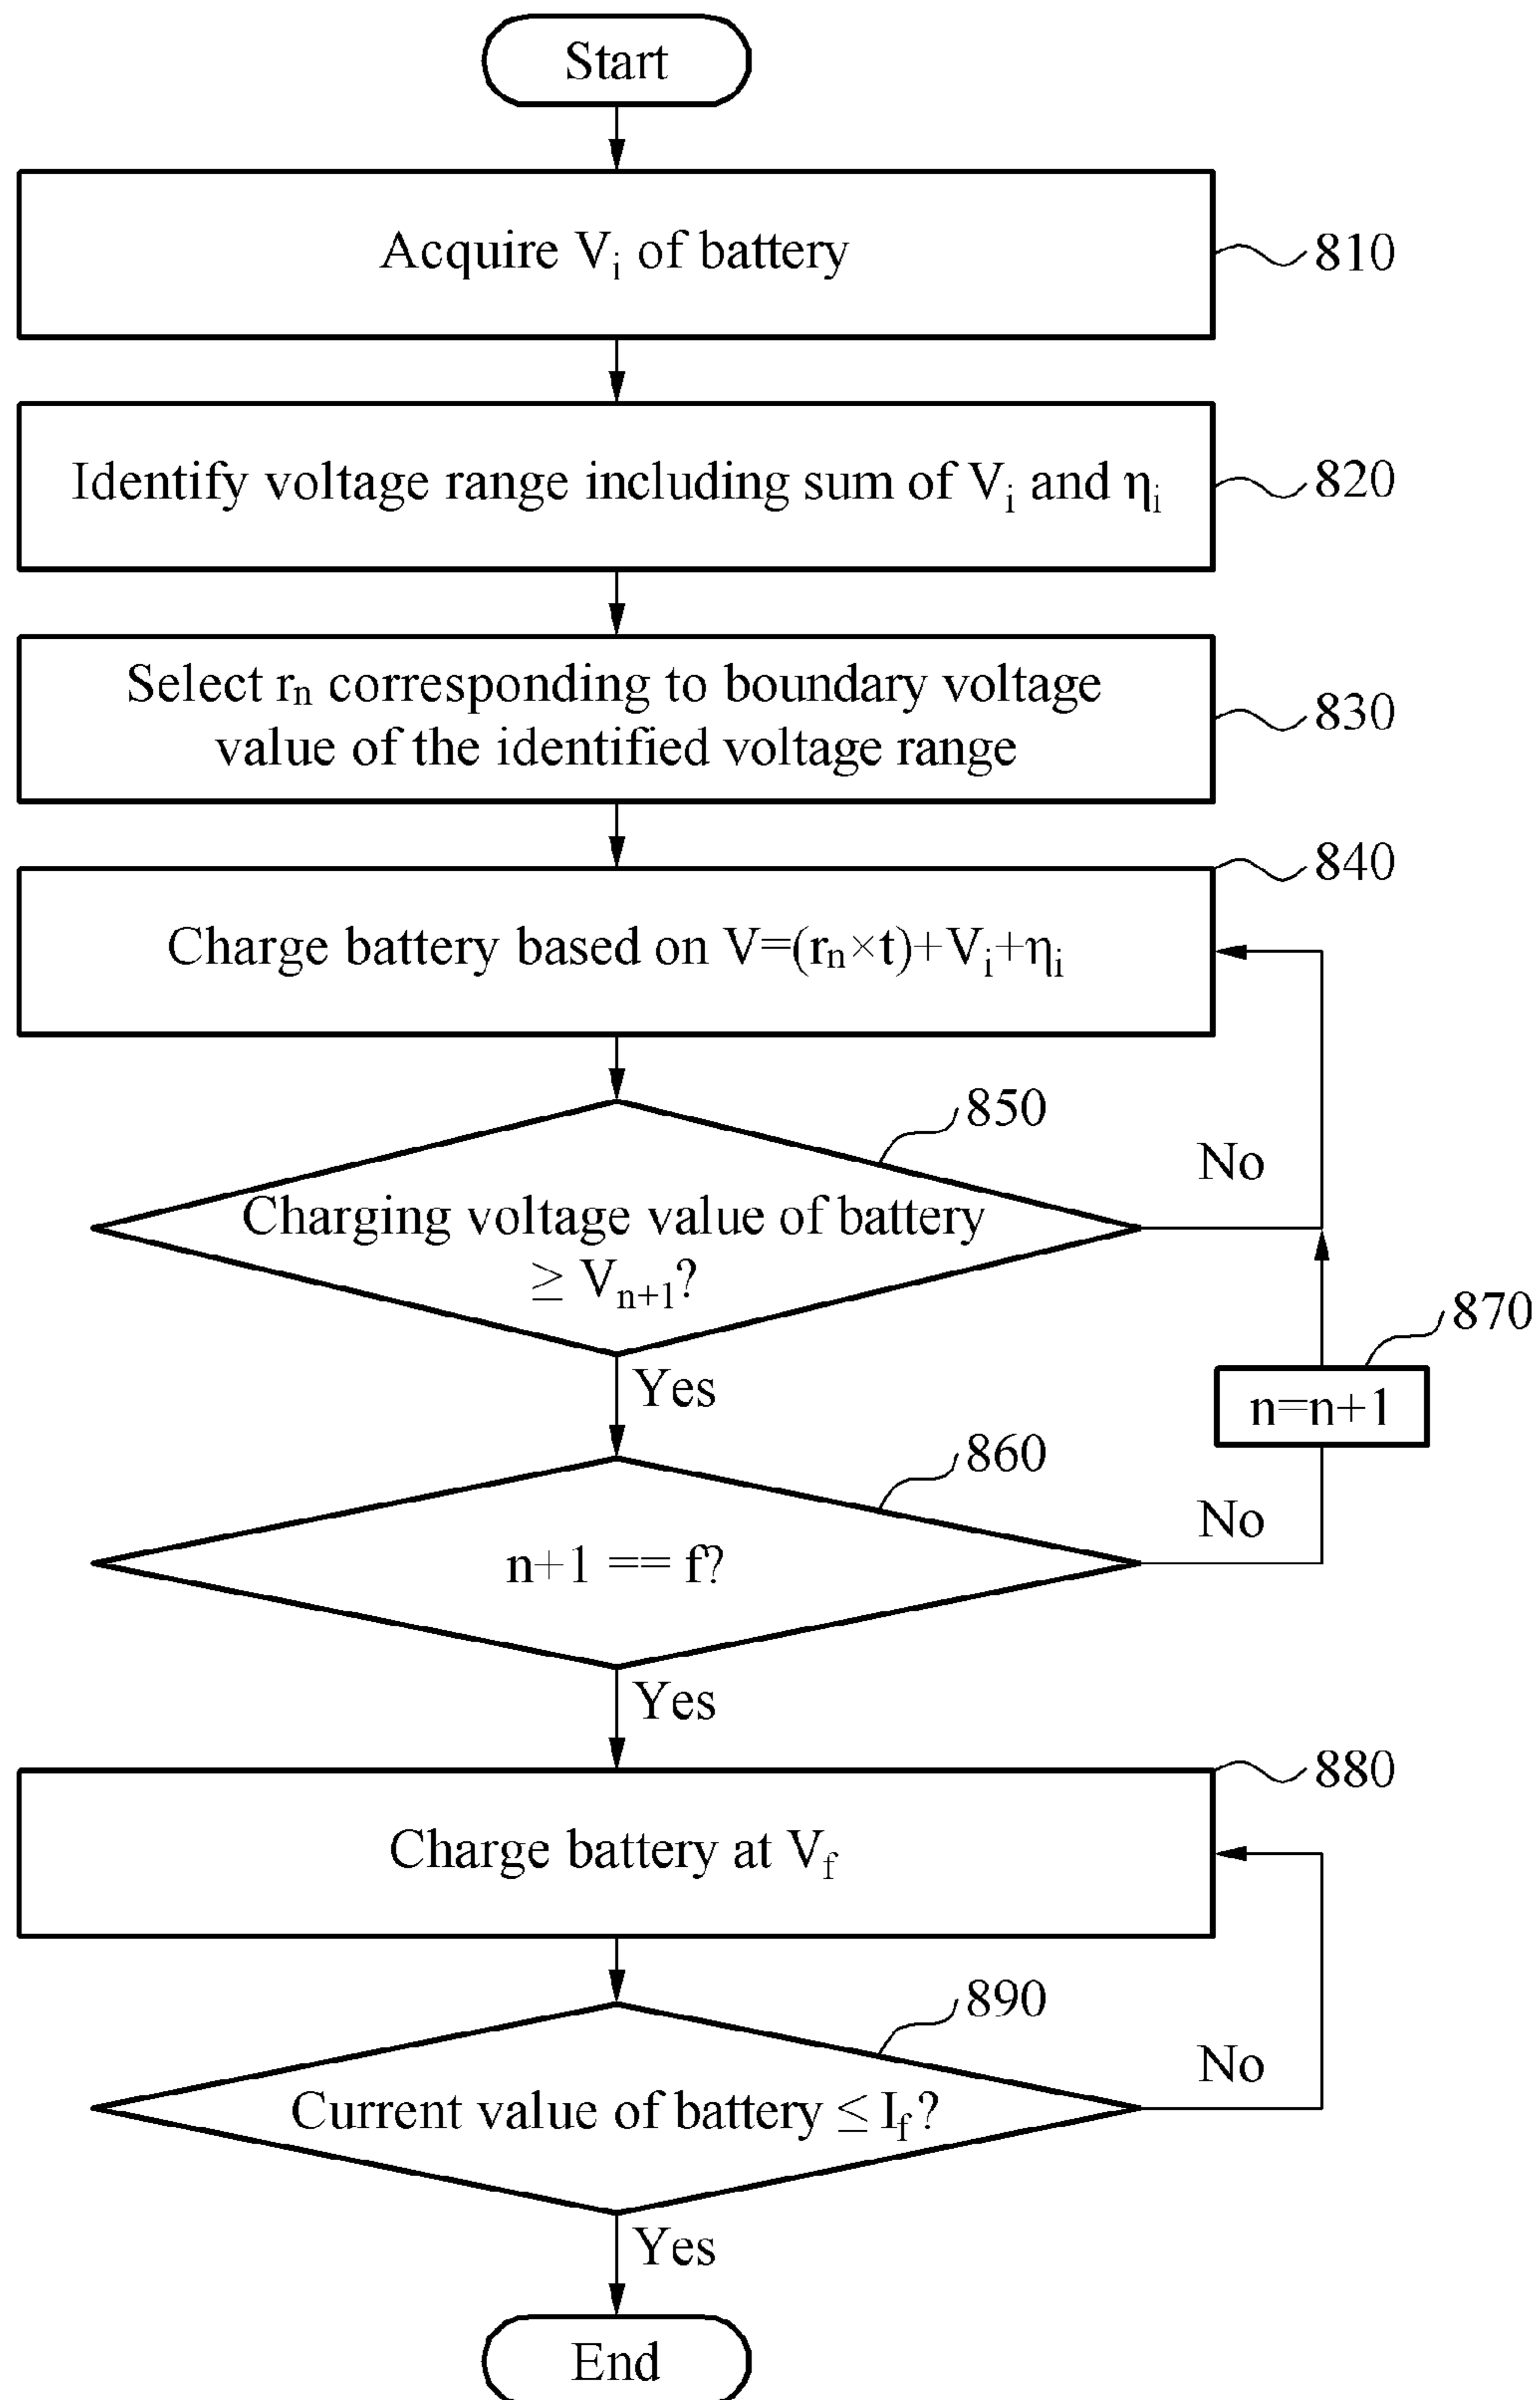 Start
Acquire Vᵢ of battery
810
Identify voltage range including sum of Vᵢ and ηᵢ
820
Select rₙ corresponding to boundary voltage
value of the identified voltage range
830
840
Charge battery based on V=(rₙ×t)+Vᵢ+ηᵢ
850
No
Charging voltage value of battery
≥ Vₙ₊₁?
870
Yes
n=n+1
860
No
n+1 == f?
Yes
880
Charge battery at V_f
890
No
Current value of battery ≤ I_f?
Yes
End